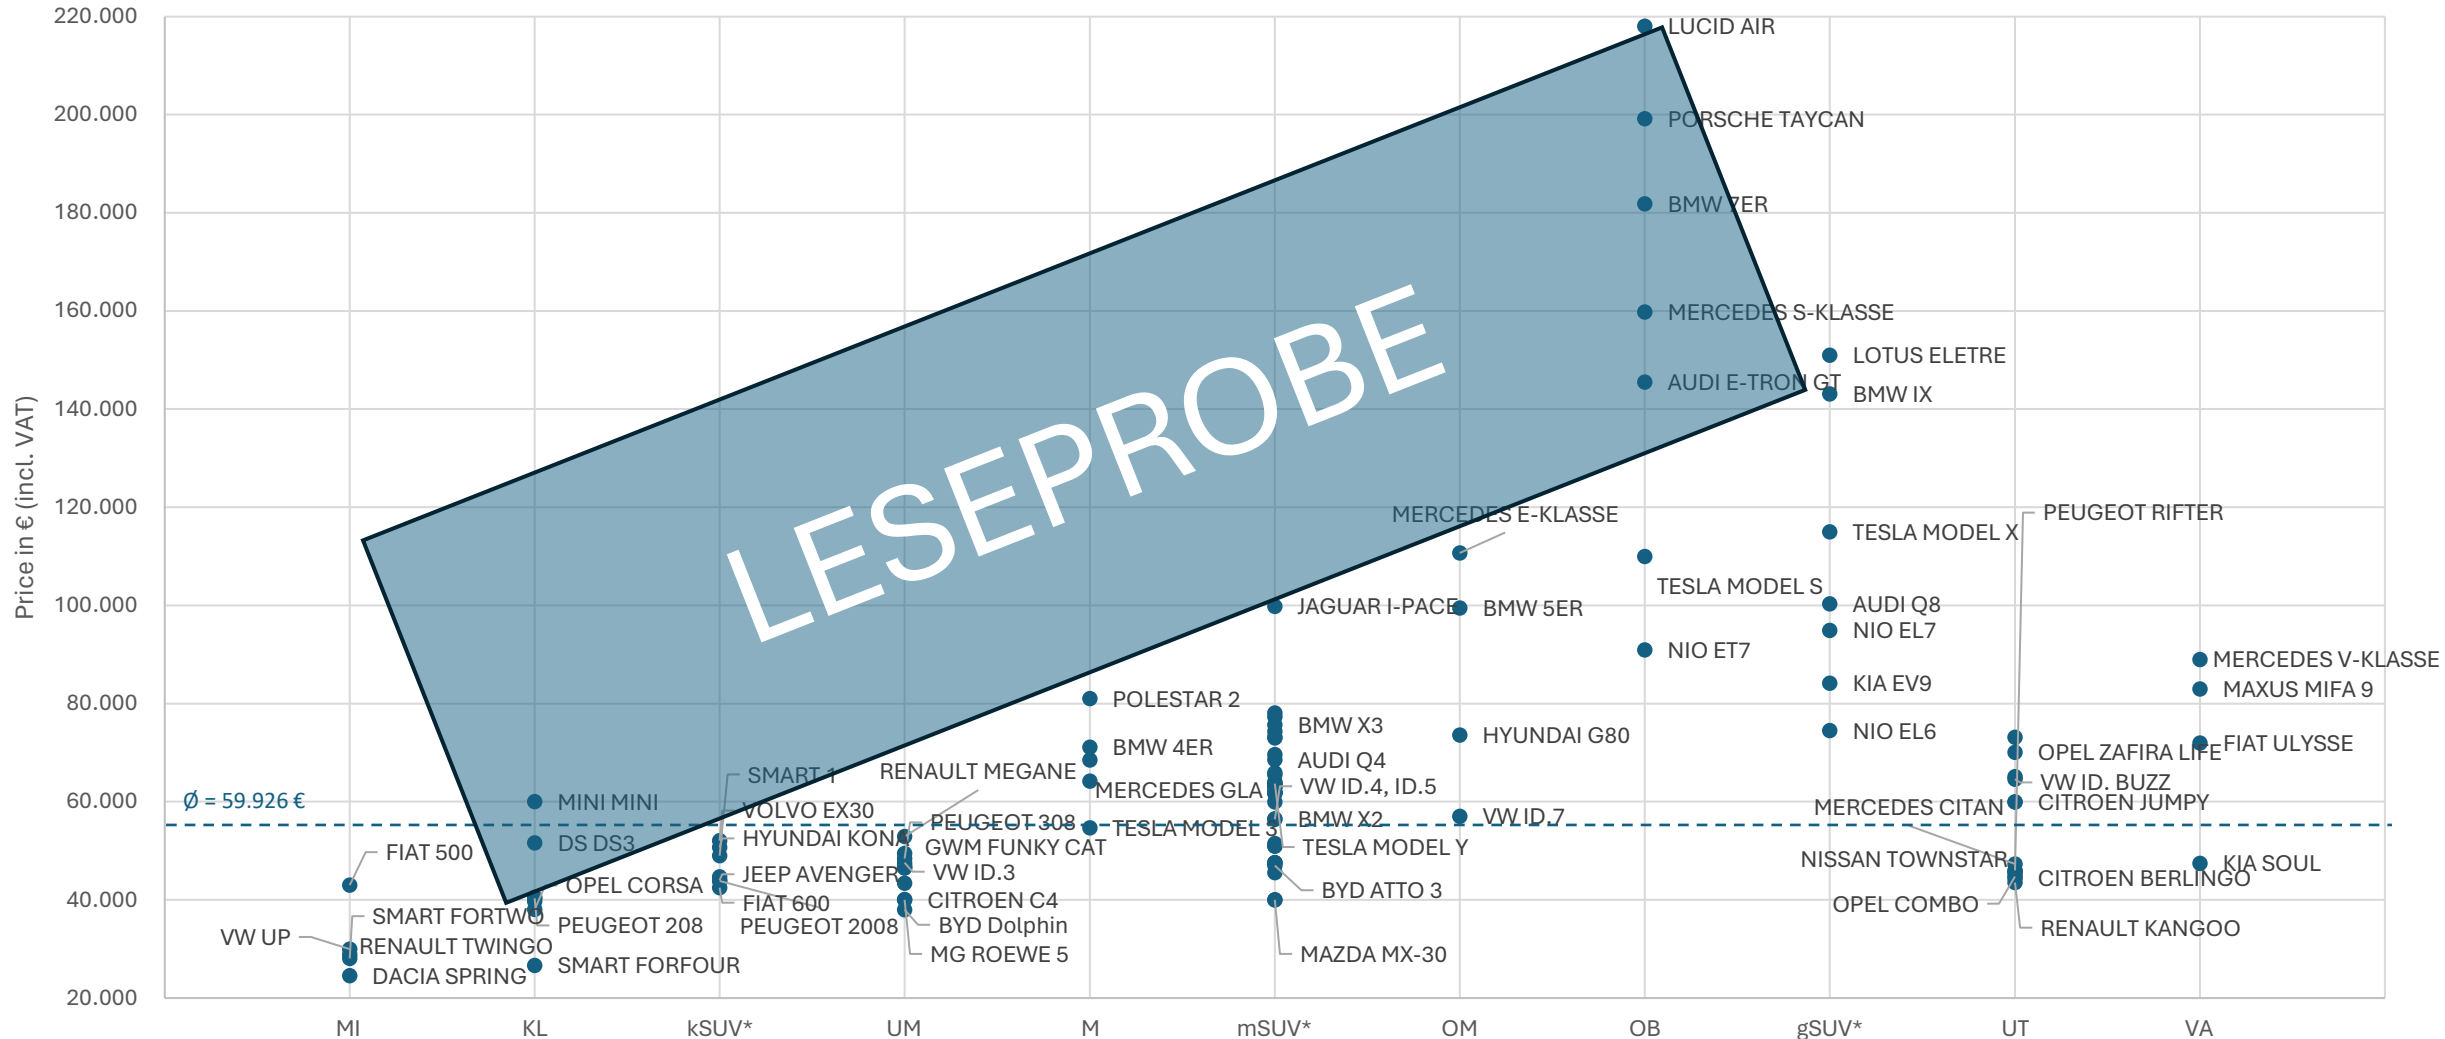 220.000
LUCID AIR
200.000
PORSCHE TAYCAN
180.000
BMW 7ER
160.000
MERCEDES S-KLASSE
LOTUS ELETRE
AUDI E-TRON GT
BMW IX
140.000
Price in € (incl. VAT)
LESEPROBE
120.000
MERCEDES E-KLASSE
PEUGEOT RIFTER
TESLA MODEL X
TESLA MODEL S
100.000
JAGUAR I-PACE
BMW 5ER
AUDI Q8
NIO EL7
NIO ET7
MERCEDES V-KLASSE
KIA EV9
MAXUS MIFA 9
80.000
POLESTAR 2
BMW X3
HYUNDAI G80
NIO EL6
BMW 4ER
OPEL ZAFIRA LIFE
FIAT ULYSSE
AUDI Q4
SMART 1
RENAULT MEGANE
MERCEDES GLA
VW ID.4, ID.5
VW ID. BUZZ
60.000
Ø = 59.926 €
MINI MINI
VOLVO EX30
MERCEDES CITAN
CITROEN JUMPY
PEUGEOT 308
TESLA MODEL 3
BMW X2
VW ID.7
HYUNDAI KONA
DS DS3
GWM FUNKY CAT
TESLA MODEL Y
FIAT 500
NISSAN TOWNSTAR
KIA SOUL
JEEP AVENGER
VW ID.3
CITROEN BERLINGO
OPEL CORSA
BYD ATTO 3
40.000
FIAT 600
CITROEN C4
OPEL COMBO
SMART FORTWO
PEUGEOT 208
PEUGEOT 2008
BYD Dolphin
RENAULT KANGOO
VW UP
RENAULT TWINGO
MG ROEWE 5
MAZDA MX-30
SMART FORFOUR
DACIA SPRING
20.000
MI
KL
kSUV*
UM
M
mSUV*
OM
OB
gSUV*
UT
VA